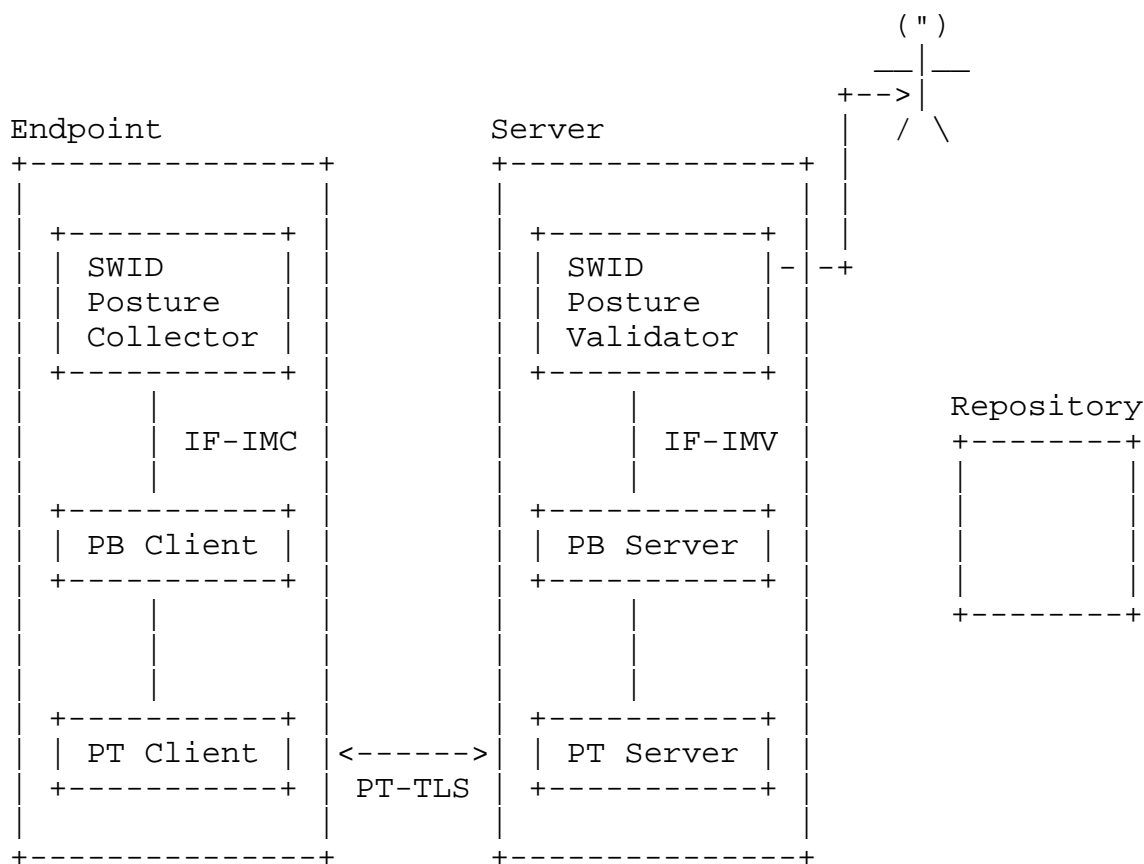 Endpoint
Server
SWID
Posture
Collector
SWID
Posture
Validator
Repository
IF-IMC
IF-IMV
PB Client
PB Server
PT Client
<------>
PT Server
PT-TLS